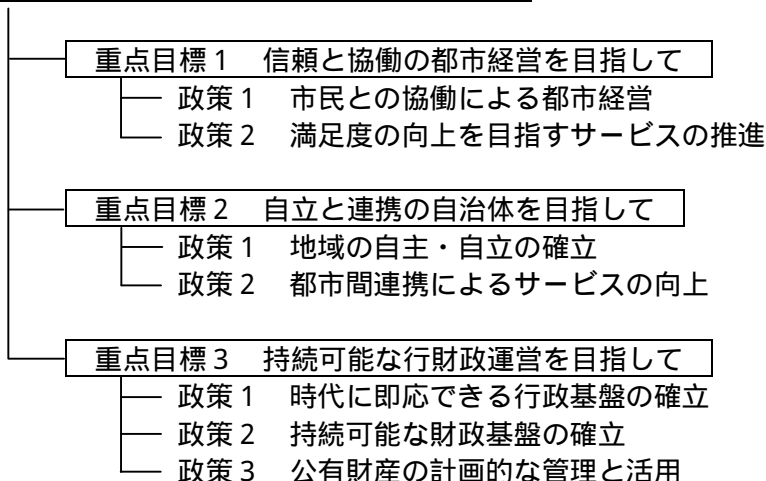 重点目標1 信頼と協働の都市経営を目指して
政策1 市民との協働による都市経営
政策2 満足度の向上を目指すサービスの推進
重点目標2 自立と連携の自治体を目指して
政策1 地域の自主・自立の確立
政策2 都市間連携によるサービスの向上
重点目標3 持続可能な行財政運営を目指して
政策1 時代に即応できる行政基盤の確立
政策2 持続可能な財政基盤の確立
政策3 公有財産の計画的な管理と活用